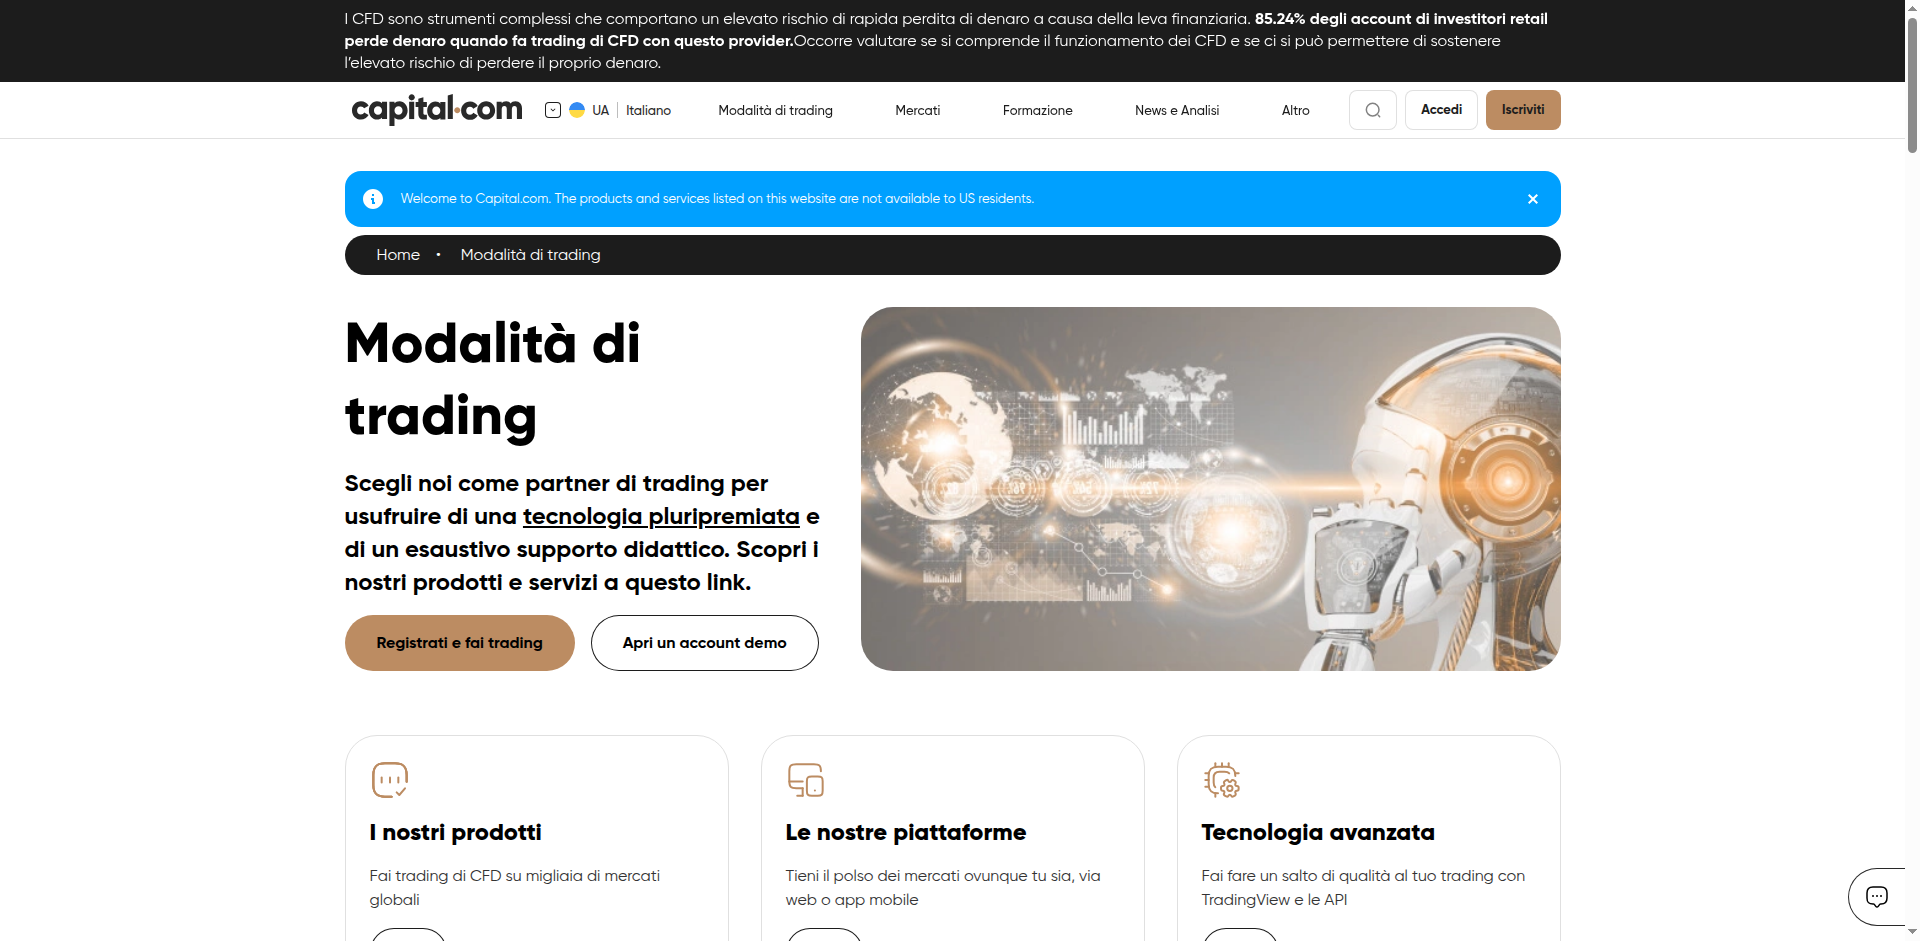 I CFD sono strumenti complessi che comportano un elevato rischio di rapida perdita di denaro a causa della leva finanziaria. 85.24% degli account di investitori retail
perde denaro quando fa trading di CFD con questo provider.Occorre valutare se si comprende il funzionamento dei CFD e se ci si può permettere di sostenere
l'elevato rischio di perdere il proprio denaro.
capital.com
UA | Italiano
Modalità di trading
Mercati
Formazione
News e Analisi
Altro
Accedi
Iscriviti
Welcome to Capital.com. The products and services listed on this website are not available to US residents.
Home • Modalità di trading
Modalità di
trading
Scegli noi come partner di trading per
usufruire di una tecnologia pluripremiata e
di un esaustivo supporto didattico. Scopri i
nostri prodotti e servizi a questo link.
Registrati e fai trading
Apri un account demo
I nostri prodotti
Fai trading di CFD su migliaia di mercati
globali
Le nostre piattaforme
Tieni il polso dei mercati ovunque tu sia, via
web o app mobile
Tecnologia avanzata
Fai fare un salto di qualità al tuo trading con
TradingView e le API